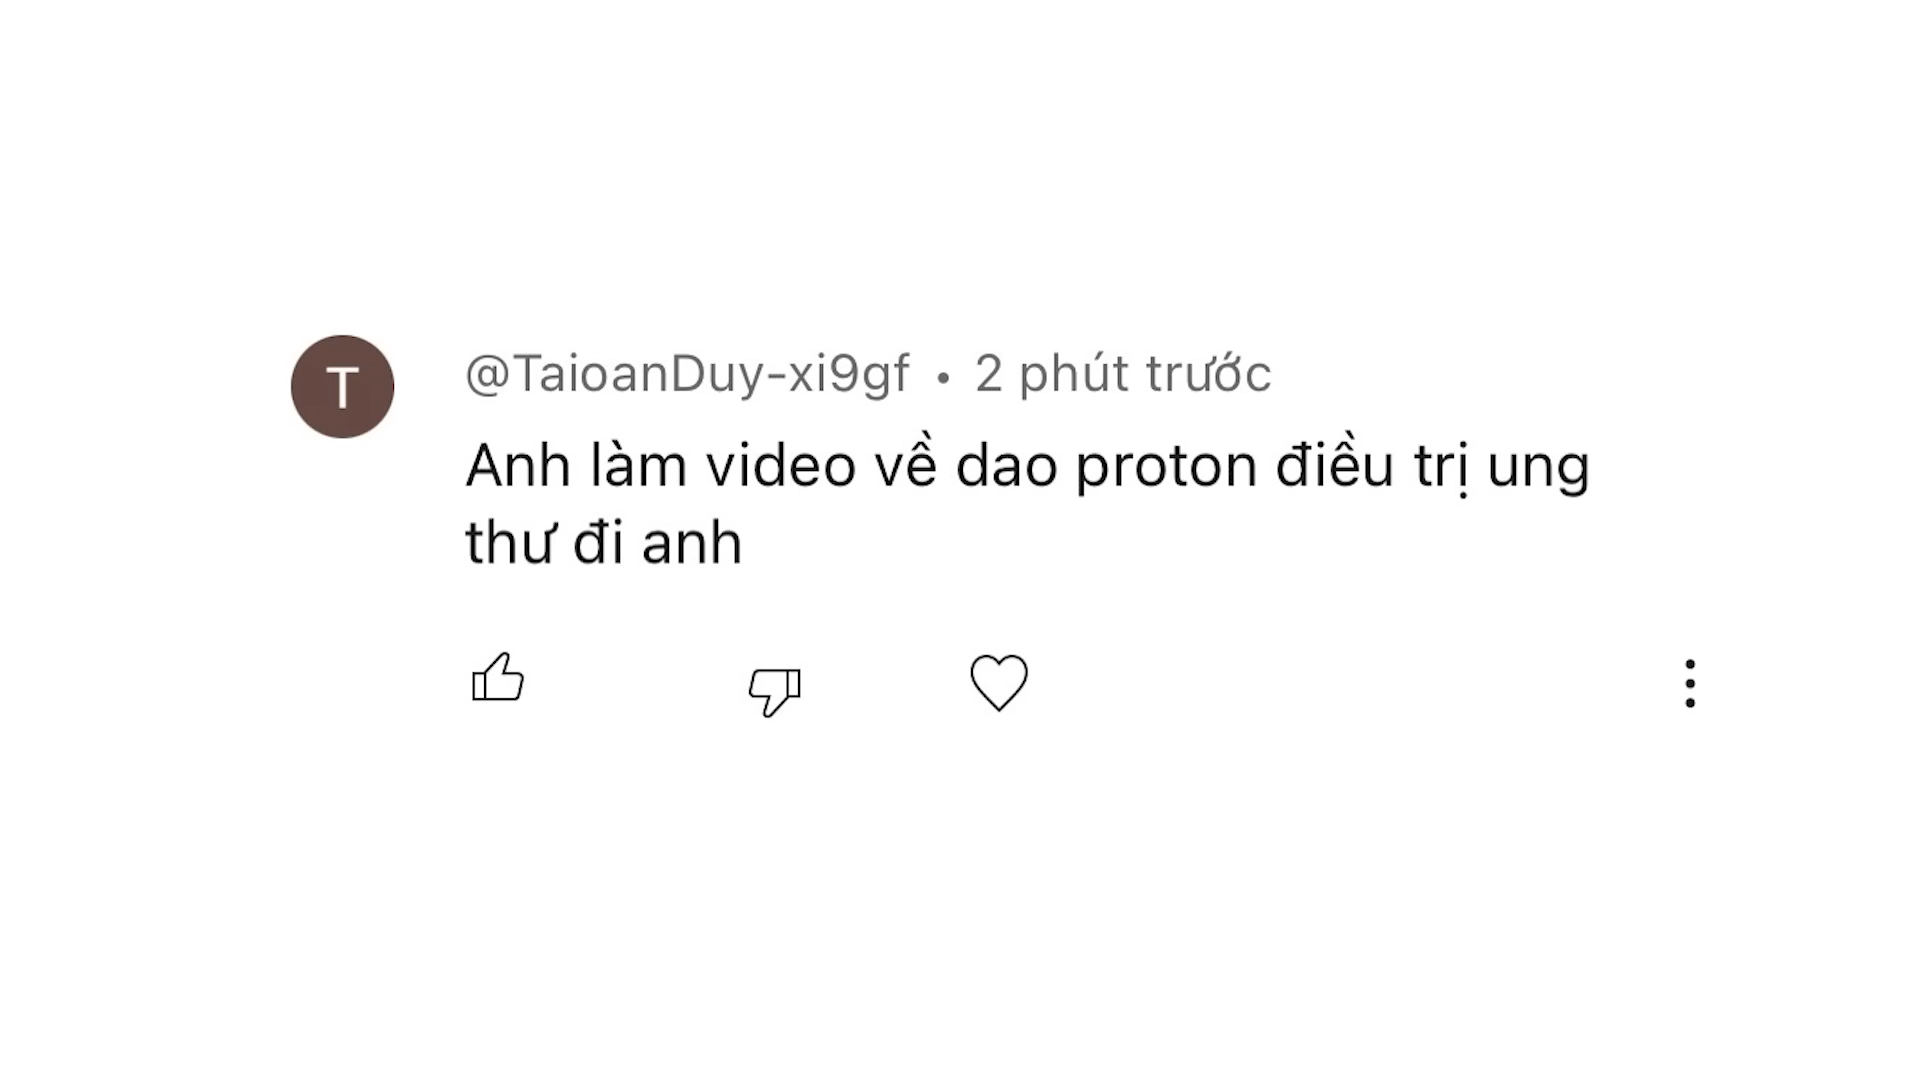 T
@TaioanDuy-xi9gf • 2 phút trước
Anh làm video về dao proton điều trị ung
thư đi anh